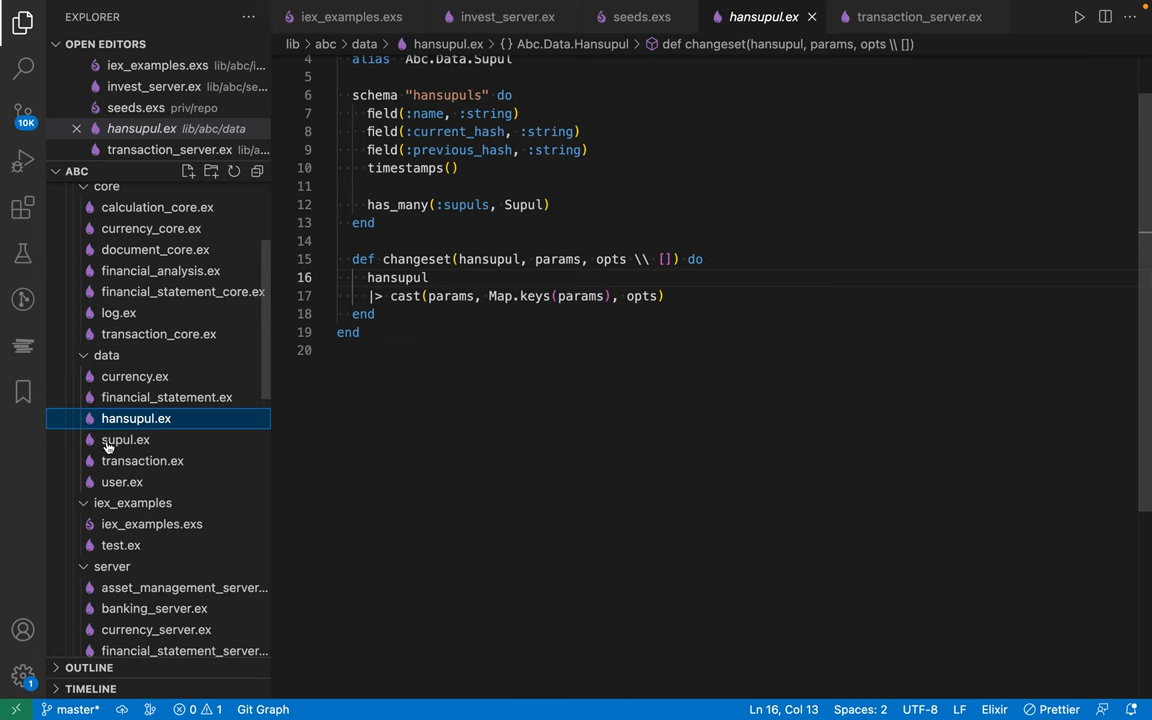 EXPLORER
iex_examples.exs
invest_server.ex
seeds.exs
hansupul.ex
transaction_server.ex
OPEN EDITORS
iex_examples.exs lib/abc/i...
invest_server.ex lib/abc/se...
seeds.exs priv/repo
hansupul.ex lib/abc/data
transaction_server.ex lib/a...
ABC
core
calculation_core.ex
currency_core.ex
document_core.ex
financial_analysis.ex
financial_statement_core.ex
log.ex
transaction_core.ex
data
currency.ex
financial_statement.ex
hansupul.ex
supul.ex
transaction.ex
user.ex
iex_examples
iex_examples.exs
test.ex
server
asset_management_server...
banking_server.ex
currency_server.ex
financial_statement_server...
OUTLINE
TIMELINE
10K
1
lib > abc > data > hansupul.ex > {} Abc.Data.Hansupul > def changeset(hansupul, params, opts \\ [])
4 alias Abc.Data.Supul
5
6 schema "hansupuls" do
7 field(:name, :string)
8 field(:current_hash, :string)
9 field(:previous_hash, :string)
10 timestamps()
11
12 has_many(:supuls, Supul)
13 end
14
15 def changeset(hansupul, params, opts \\ []) do
16 hansupul
17 |> cast(params, Map.keys(params), opts)
18 end
19 end
20
master* 0 1 Git Graph
Ln 16, Col 13 Spaces: 2 UTF-8 LF Elixir Prettier